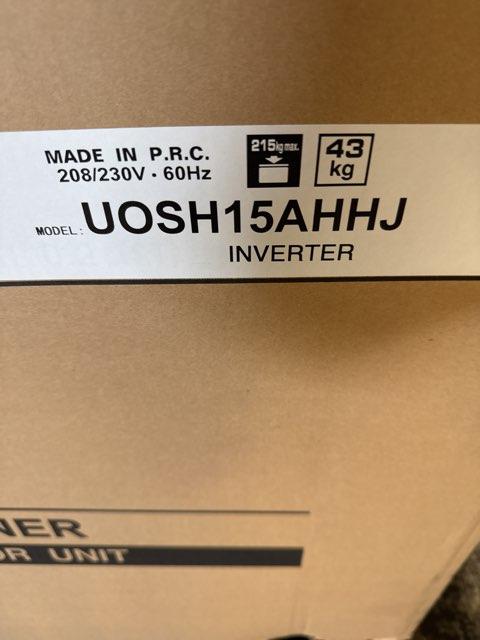 MADE IN P.R.C.
208/230V · 60Hz
215kg max.
43
kg
MODEL: UOSH15AHHJ
INVERTER
NER
OR UNIT